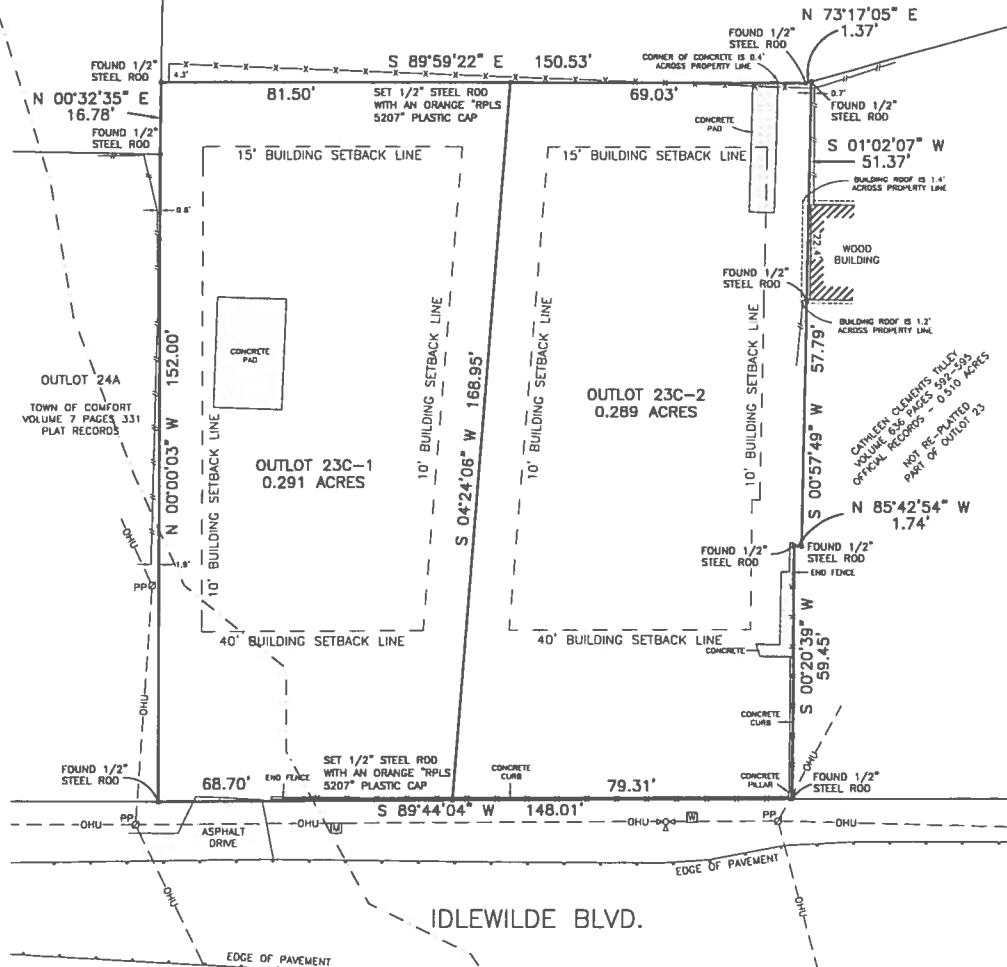 N 73°17'05" E
1.37'
FOUND 1/2"
STEEL ROD
CORNER OF CONCRETE IS 0.4'
ACROSS PROPERTY LINE
S 89°59'22" E 150.53'
FOUND 1/2"
STEEL ROD
4.3'
N 00°32'35" E
16.78'
81.50'
SET 1/2" STEEL ROD
WITH AN ORANGE "RPLS
5207" PLASTIC CAP
69.03'
0.7'
FOUND 1/2"
STEEL ROD
FOUND 1/2"
STEEL ROD
CONCRETE
PAD
S 01°02'07" W
51.37'
15' BUILDING SETBACK LINE
15' BUILDING SETBACK LINE
BUILDING ROOF IS 1.4'
ACROSS PROPERTY LINE
WOOD
BUILDING
22.4'
FOUND 1/2"
STEEL ROD
BUILDING ROOF IS 1.2'
ACROSS PROPERTY LINE
CONCRETE
PAD
N 00°00'03" W 152.00'
10' BUILDING SETBACK LINE
10' BUILDING SETBACK LINE
S 04°24'06" W 168.95'
10' BUILDING SETBACK LINE
10' BUILDING SETBACK LINE
S 00°57'49" W 57.79'
OUTLOT 24A
TOWN OF COMFORT
VOLUME 7 PAGES 331
PLAT RECORDS
OUTLOT 23C-1
0.291 ACRES
OUTLOT 23C-2
0.289 ACRES
CATHLEEN CLEMENTS TILLEY
VOLUME 636 PAGES 592-595
OFFICIAL RECORDS - 0.510 ACRES
NOT RE-PLATTED
PART OF OUTLOT 23
N 85°42'54" W
1.74'
FOUND 1/2"
STEEL ROD
FOUND 1/2"
STEEL ROD
END FENCE
OHU
1.9'
PP
40' BUILDING SETBACK LINE
40' BUILDING SETBACK LINE
CONCRETE
S 00°20'39" W
59.45'
OHU
CONCRETE
CURB
OHU
FOUND 1/2"
STEEL ROD
68.70'
END FENCE
SET 1/2" STEEL ROD
WITH AN ORANGE "RPLS
5207" PLASTIC CAP
CONCRETE
CURB
79.31'
CONCRETE
PILLAR
FOUND 1/2"
STEEL ROD
S 89°44'04" W 148.01'
OHU
PP
ASPHALT
DRIVE
OHU
OHU
W
PP
OHU
EDGE OF PAVEMENT
OHU
OHU
IDLEWILDE BLVD.
EDGE OF PAVEMENT